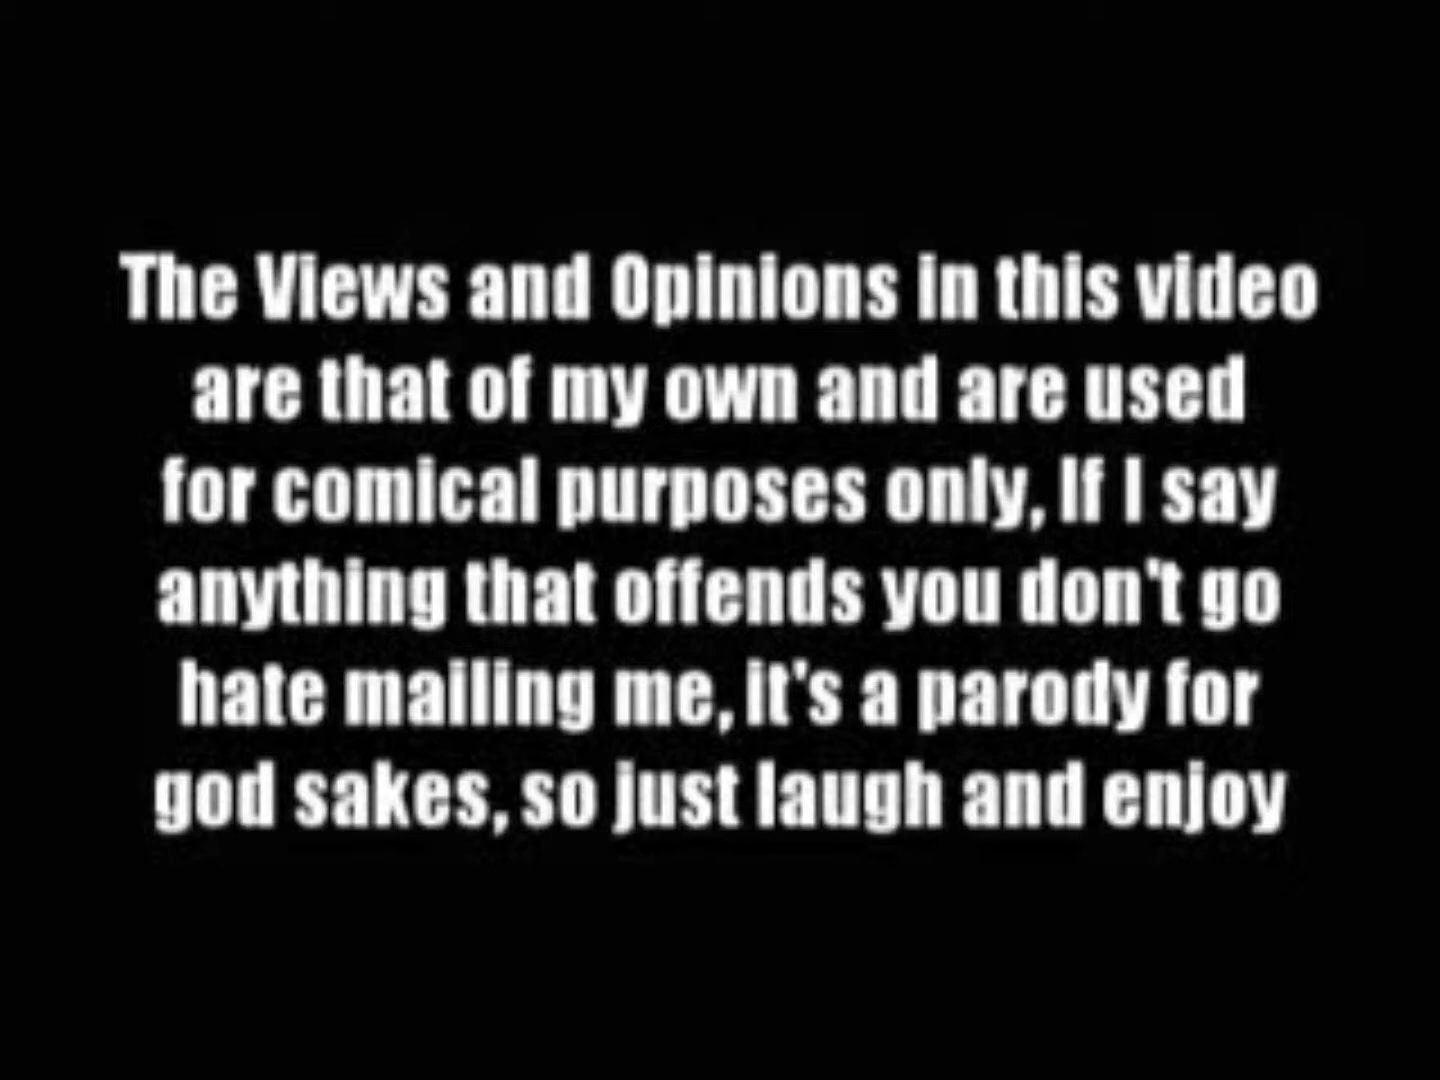 The Views and Opinions in this video
are that of my own and are used
for comical purposes only, If I say
anything that offends you don't go
hate mailing me, it's a parody for
god sakes, so just laugh and enjoy